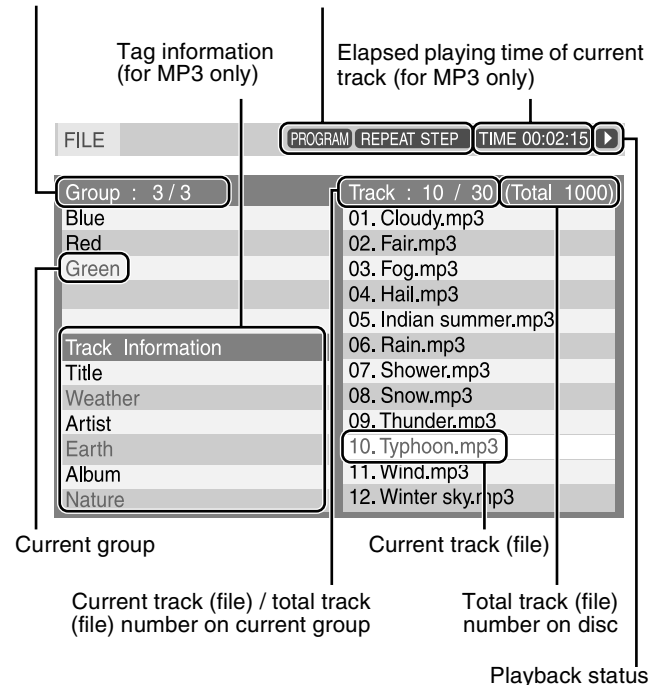 Tag information
(for MP3 only)
Elapsed playing time of current
track (for MP3 only)
FILE
PROGRAM REPEAT STEP TIME 00:02:15
Group : 3 / 3
Blue
Red
Green
Track Information
Title
Weather
Artist
Earth
Album
Nature
Track : 10 / 30 (Total 1000)
01. Cloudy.mp3
02. Fair.mp3
03. Fog.mp3
04. Hail.mp3
05. Indian summer.mp3
06. Rain.mp3
07. Shower.mp3
08. Snow.mp3
09. Thunder.mp3
10. Typhoon.mp3
11. Wind.mp3
12. Winter sky.mp3
Current group
Current track (file)
Current track (file) / total track
(file) number on current group
Total track (file)
number on disc
Playback status